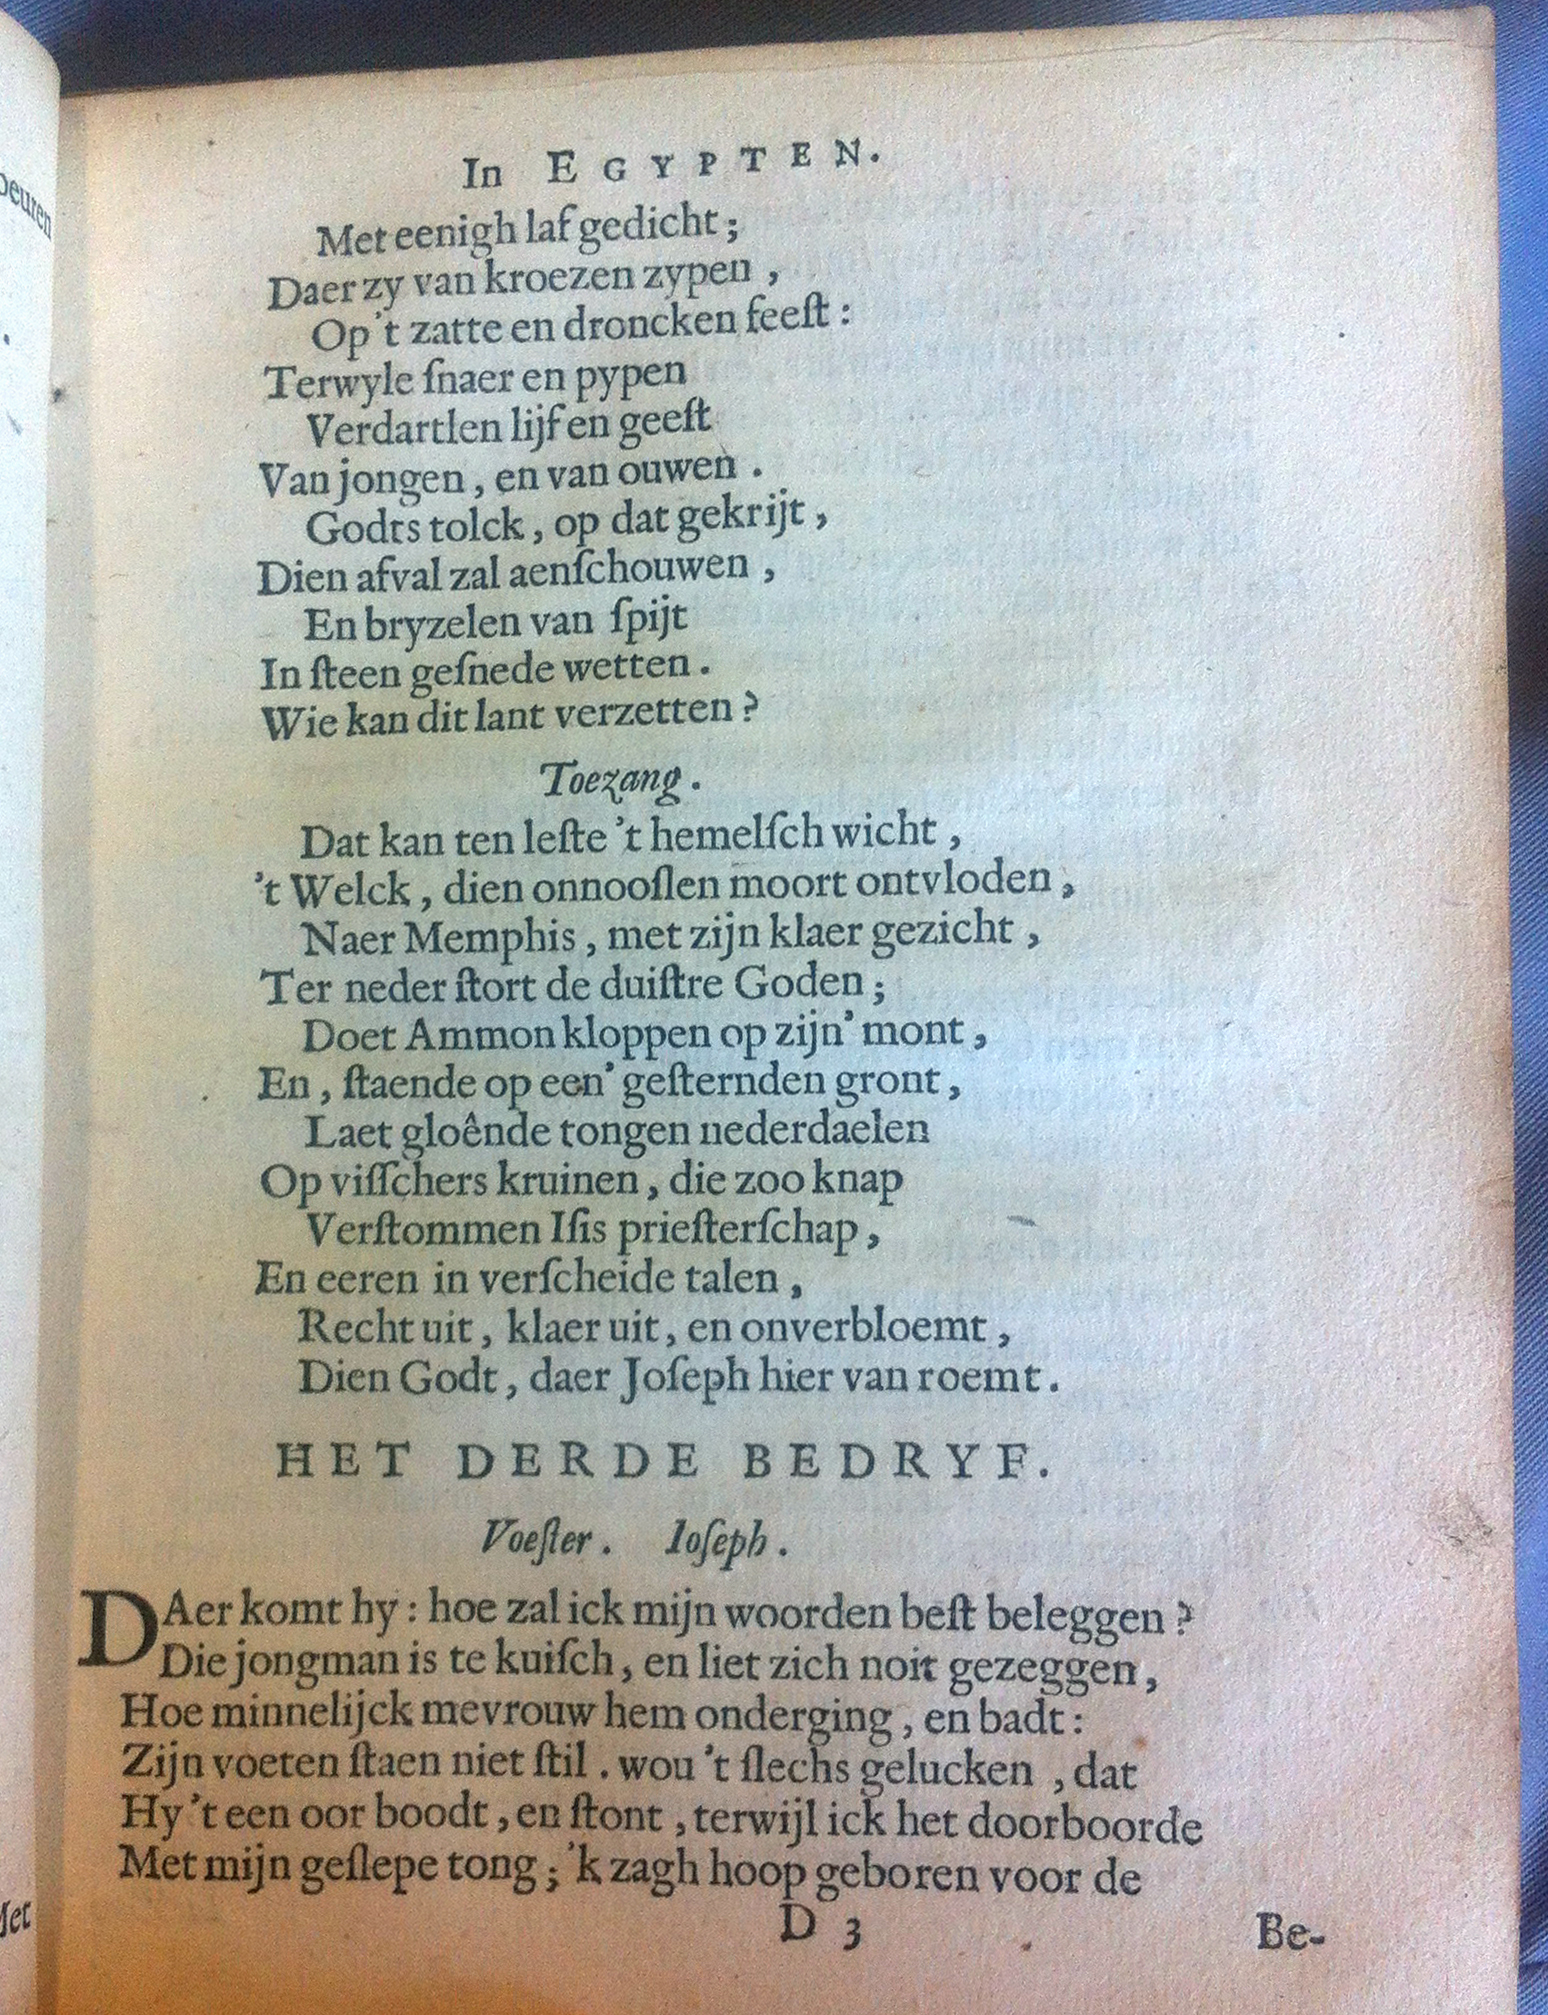 beuren
In EGYPTEN.
Met eenigh laf gedicht;
Daer zy van kroezen zypen,
Op 't zatte en droncken feeſt:
Terwyle ſnaer en pypen
Verdartlen lijf en geeſt
Van jongen, en van ouwen.
Godts tolck, op dat gekrijt,
Dien afval zal aenſchouwen,
En bryzelen van ſpijt
In ſteen geſnede wetten.
Wie kan dit lant verzetten?
Toezang.
Dat kan ten leſte 't hemelſch wicht,
't Welck, dien onnooſlen moort ontvloden,
Naer Memphis, met zijn klaer gezicht,
Ter neder ſtort de duiſtre Goden;
Doet Ammon kloppen op zijn' mont,
En, ſtaende op een' geſternden gront,
Laet gloênde tongen nederdaelen
Op viſſchers kruinen, die zoo knap
Verſtommen Iſis prieſterſchap,
En eeren in verſcheide talen,
Recht uit, klaer uit, en onverbloemt,
Dien Godt, daer Joſeph hier van roemt.
HET DERDE BEDRYF.
Voeſter. Ioſeph.
DAer komt hy: hoe zal ick mijn woorden beſt beleggen?
Die jongman is te kuiſch, en liet zich noit gezeggen,
Hoe minnelijck mevrouw hem onderging, en badt:
Zijn voeten ſtaen niet ſtil. wou 't ſlechs gelucken, dat
Hy 't een oor boodt, en ſtont, terwijl ick het doorboorde
Met mijn geſlepe tong; 'k zagh hoop geboren voor de
D 3
Be-